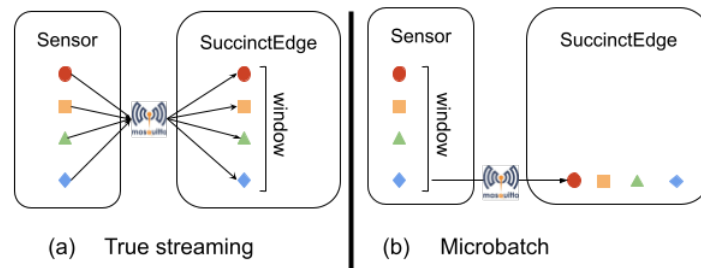 Sensor
SuccinctEdge
window
mosquitto
(a) True streaming
Sensor
SuccinctEdge
window
mosquitto
(b) Microbatch